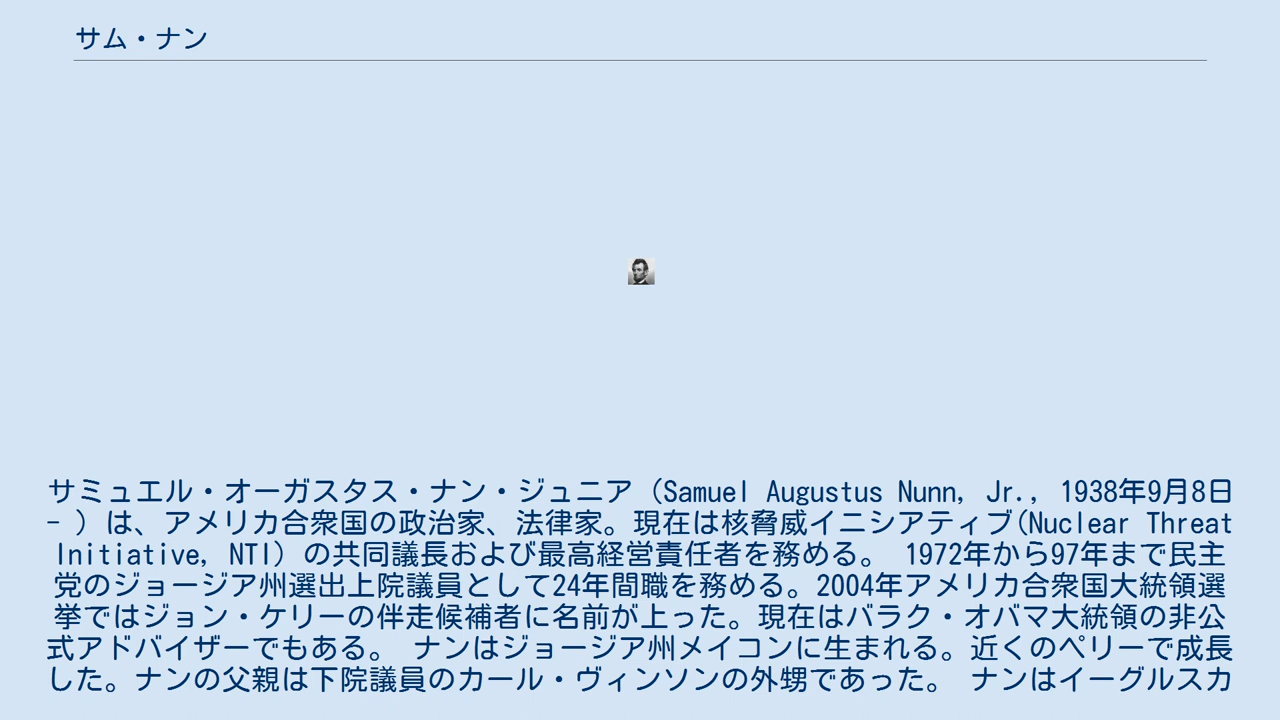 サム・ナン
サミュエル・オーガスタス・ナン・ジュニア（Samuel Augustus Nunn, Jr., 1938年9月8日
- ）は、アメリカ合衆国の政治家、法律家。現在は核脅威イニシアティブ(Nuclear Threat
Initiative, NTI）の共同議長および最高経営責任者を務める。 1972年から97年まで民主
党のジョージア州選出上院議員として24年間職を務める。2004年アメリカ合衆国大統領選
挙ではジョン・ケリーの伴走候補者に名前が上った。現在はバラク・オバマ大統領の非公
式アドバイザーでもある。 ナンはジョージア州メイコンに生まれる。近くのペリーで成長
した。ナンの父親は下院議員のカール・ヴィンソンの外甥であった。 ナンはイーグルスカ